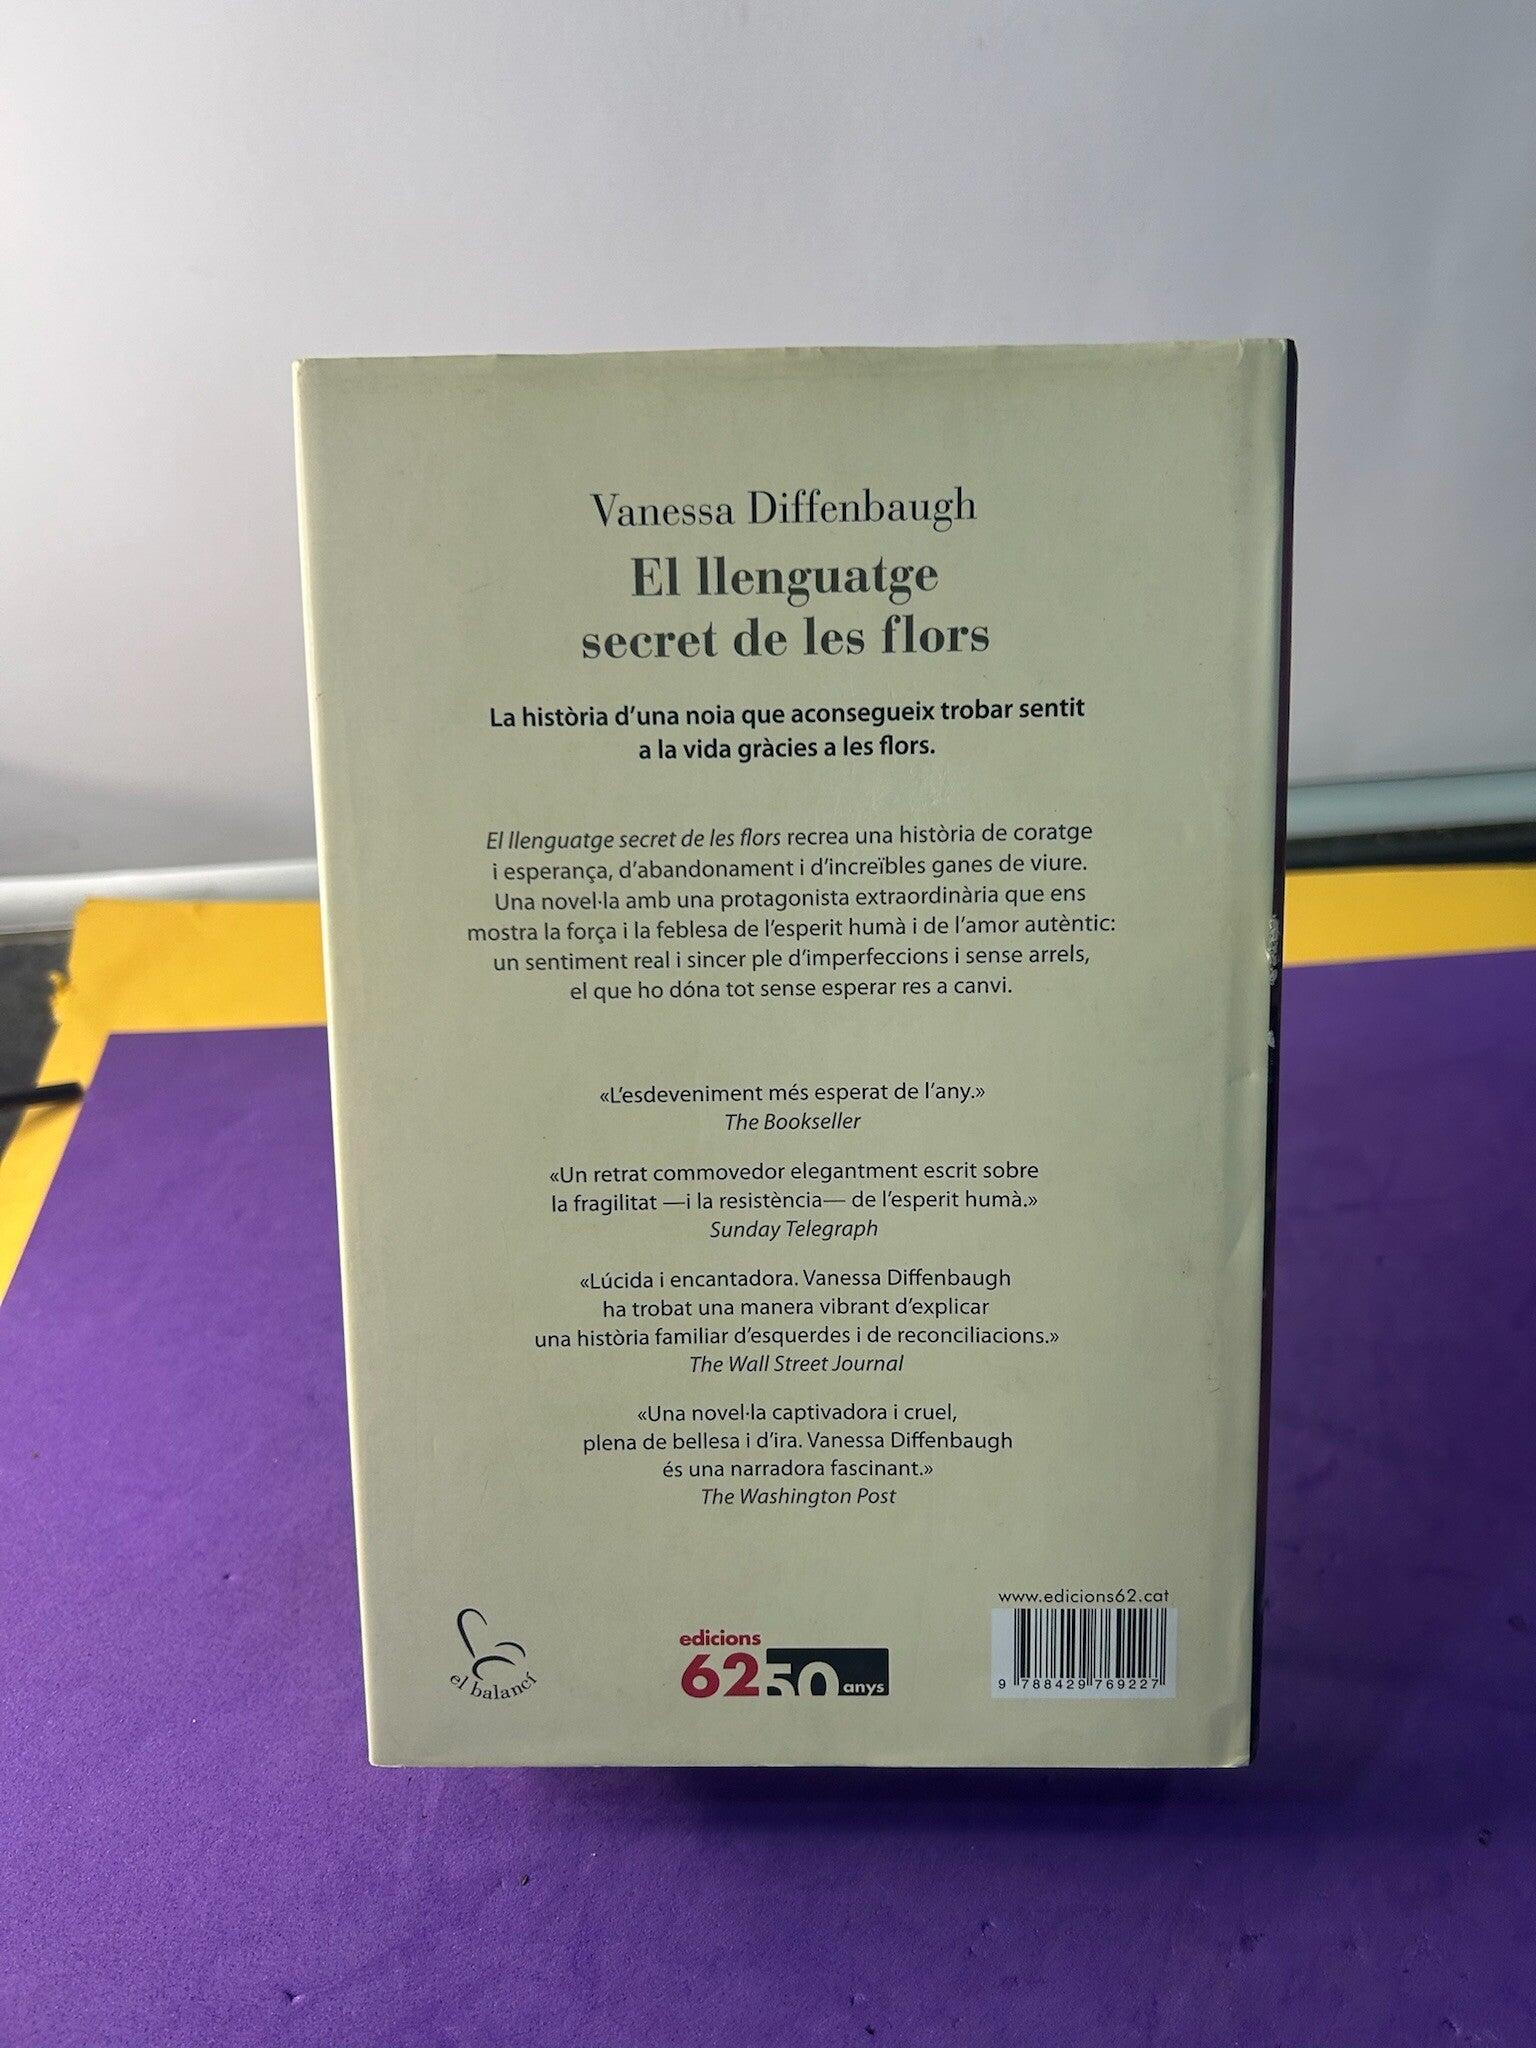 Vanessa Diffenbaugh
El llenguatge
secret de les flors
La història d'una noia que aconsegueix trobar sentit
a la vida gràcies a les flors.
El llenguatge secret de les flors recrea una història de coratge
i esperança, d'abandonament i d'increïbles ganes de viure.
Una novel·la amb una protagonista extraordinària que ens
mostra la força i la feblesa de l'esperit humà i de l'amor autèntic:
un sentiment real i sincer ple d'imperfeccions i sense arrels,
el que ho dóna tot sense esperar res a canvi.
«L'esdeveniment més esperat de l'any.»
The Bookseller
«Un retrat commovedor elegantment escrit sobre
la fragilitat —i la resistència— de l'esperit humà.»
Sunday Telegraph
«Lúcida i encantadora. Vanessa Diffenbaugh
ha trobat una manera vibrant d'explicar
una història familiar d'esquerdes i de reconciliacions.»
The Wall Street Journal
«Una novel·la captivadora i cruel,
plena de bellesa i d'ira. Vanessa Diffenbaugh
és una narradora fascinant.»
The Washington Post
el balancí
edicions
62 50 anys
www.edicions62.cat
9 788429 769227